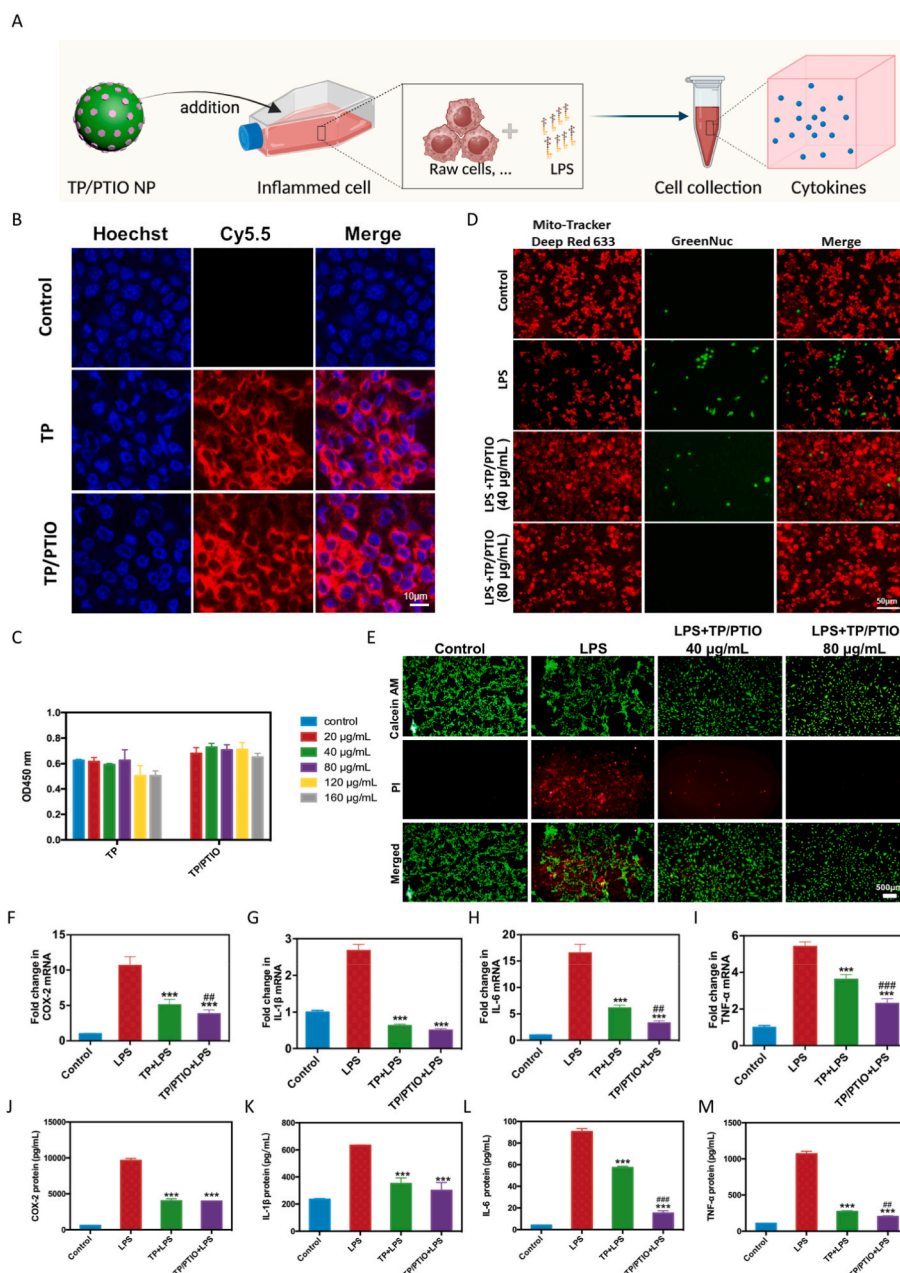 A
addition
TP/PTIO NP
Inflammed cell
Raw cells, ...
LPS
Cell collection
Cytokines
B
Hoechst Cy5.5 Merge
Control
TP
TP/PTIO
10μm
D
Mito-Tracker
Deep Red 633 GreenNuc Merge
Control
LPS
LPS +TP/PTIO
(40 μg/mL)
LPS +TP/PTIO
(80 μg/mL)
50μm
C
OD450 nm
1.0
0.8
0.6
0.4
0.2
0.0
TP TP/PTIO
control
20 μg/mL
40 μg/mL
80 μg/mL
120 μg/mL
160 μg/mL
E
Control LPS
LPS+TP/PTIO
40 μg/mL
LPS+TP/PTIO
80 μg/mL
Calcein AM
PI
Merged
500μm
F
Fold change in
COX-2 mRNA
15
10
5
0
***
##
***
Control LPS TP+LPS TP/PTIO+LPS
G
Fold change in
IL-1β mRNA
3
2
1
0
***
***
Control LPS TP+LPS TP/PTIO+LPS
H
Fold change in
IL-6 mRNA
20
15
10
5
0
***
##
***
Control LPS TP+LPS TP/PTIO+LPS
I
Fold change in
TNF-α mRNA
6
4
2
0
***
###
***
Control LPS TP+LPS TP/PTIO+LPS
J
COX-2 protein (pg/mL)
15000
10000
5000
0
***
***
Control LPS TP+LPS TP/PTIO+LPS
K
IL-1β protein (pg/mL)
800
600
400
200
0
***
***
Control LPS TP+LPS TP/PTIO+LPS
L
IL-6 protein (pg/mL)
100
80
60
40
20
0
***
###
***
Control LPS TP+LPS TP/PTIO+LPS
M
TNF-α protein (pg/mL)
1500
1000
500
0
***
##
***
Control LPS TP+LPS TP/PTIO+LPS